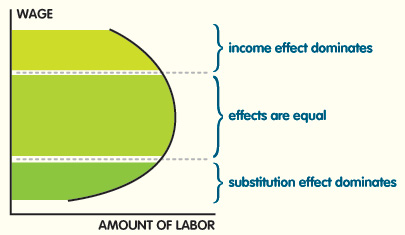 WAGE
income effect dominates
effects are equal
substitution effect dominates
AMOUNT OF LABOR